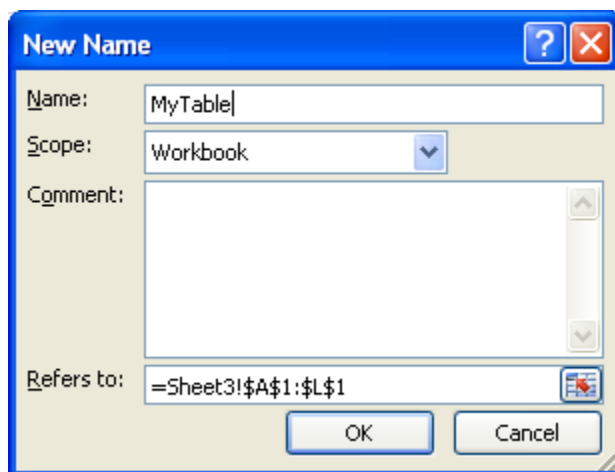 New Name
Name: MyTable
Scope: Workbook
Comment:
Refers to: =Sheet3!$A$1:$L$1
OK Cancel